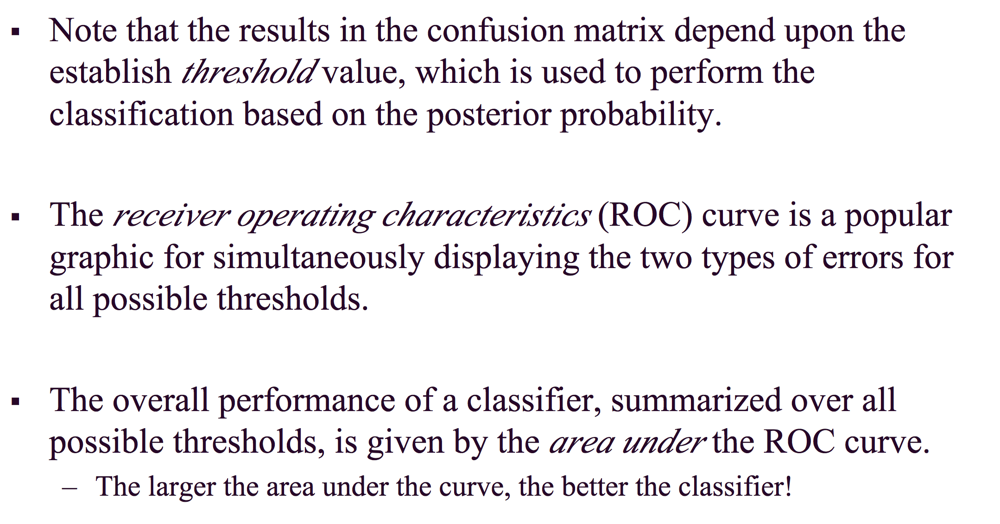 ▪ Note that the results in the confusion matrix depend upon the
establish threshold value, which is used to perform the
classification based on the posterior probability.
▪ The receiver operating characteristics (ROC) curve is a popular
graphic for simultaneously displaying the two types of errors for
all possible thresholds.
▪ The overall performance of a classifier, summarized over all
possible thresholds, is given by the area under the ROC curve.
– The larger the area under the curve, the better the classifier!